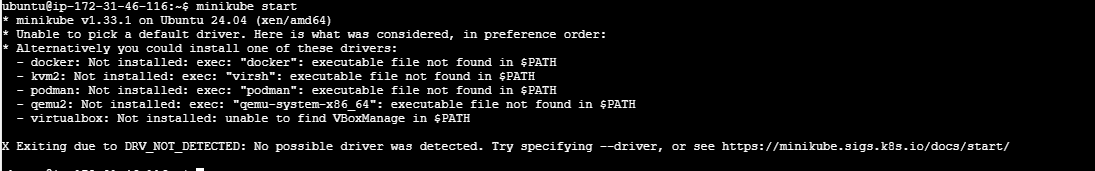 ubuntu@ip-172-31-46-116:~$ minikube start
* minikube v1.33.1 on Ubuntu 24.04 (xen/amd64)
* Unable to pick a default driver. Here is what was considered, in preference order:
* Alternatively you could install one of these drivers:
  - docker: Not installed: exec: "docker": executable file not found in $PATH
  - kvm2: Not installed: exec: "virsh": executable file not found in $PATH
  - podman: Not installed: exec: "podman": executable file not found in $PATH
  - qemu2: Not installed: exec: "qemu-system-x86_64": executable file not found in $PATH
  - virtualbox: Not installed: unable to find VBoxManage in $PATH
X Exiting due to DRV_NOT_DETECTED: No possible driver was detected. Try specifying --driver, or see https://minikube.sigs.k8s.io/docs/start/